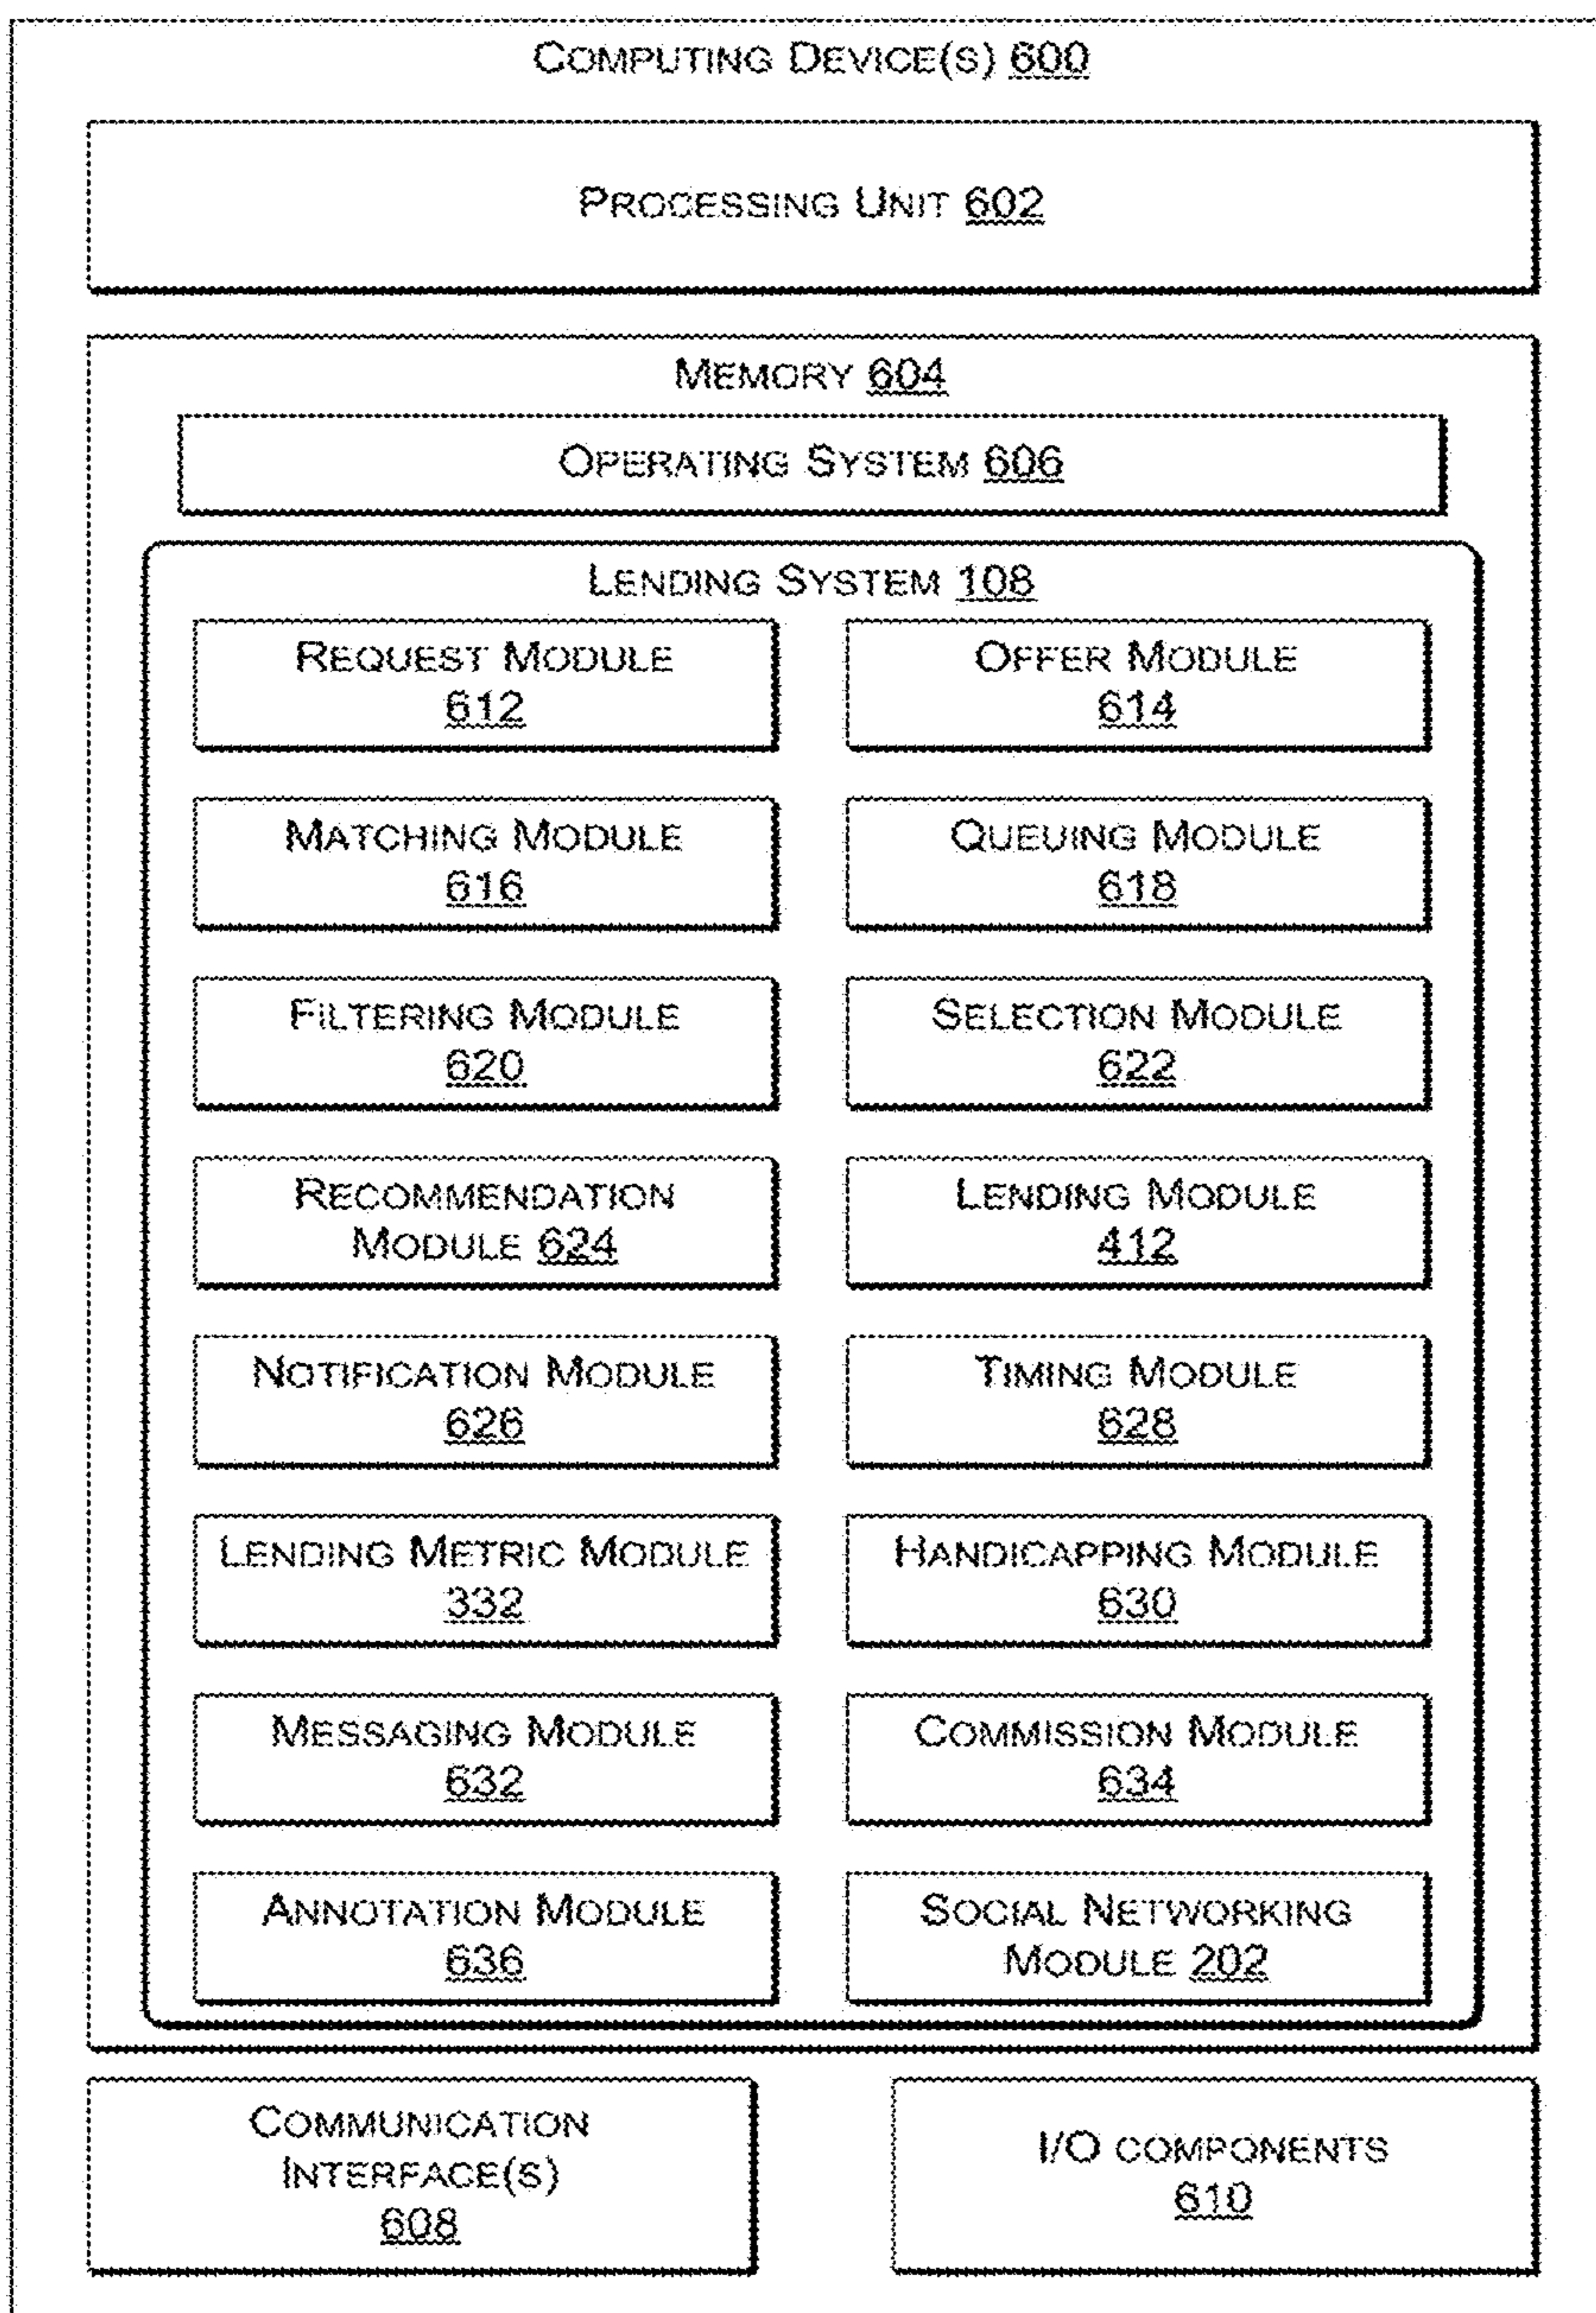 COMPUTING DEVICE(S) 600
PROCESSING UNIT 602
MEMORY 604
OPERATING SYSTEM 606
LENDING SYSTEM 108
REQUEST MODULE
612
OFFER MODULE
614
MATCHING MODULE
616
QUEUING MODULE
618
FILTERING MODULE
620
SELECTION MODULE
622
RECOMMENDATION
MODULE 624
LENDING MODULE
412
NOTIFICATION MODULE
626
TIMING MODULE
628
LENDING METRIC MODULE
332
HANDICAPPING MODULE
630
MESSAGING MODULE
632
COMMISSION MODULE
634
ANNOTATION MODULE
636
SOCIAL NETWORKING
MODULE 202
COMMUNICATION
INTERFACE(S)
608
I/O COMPONENTS
610